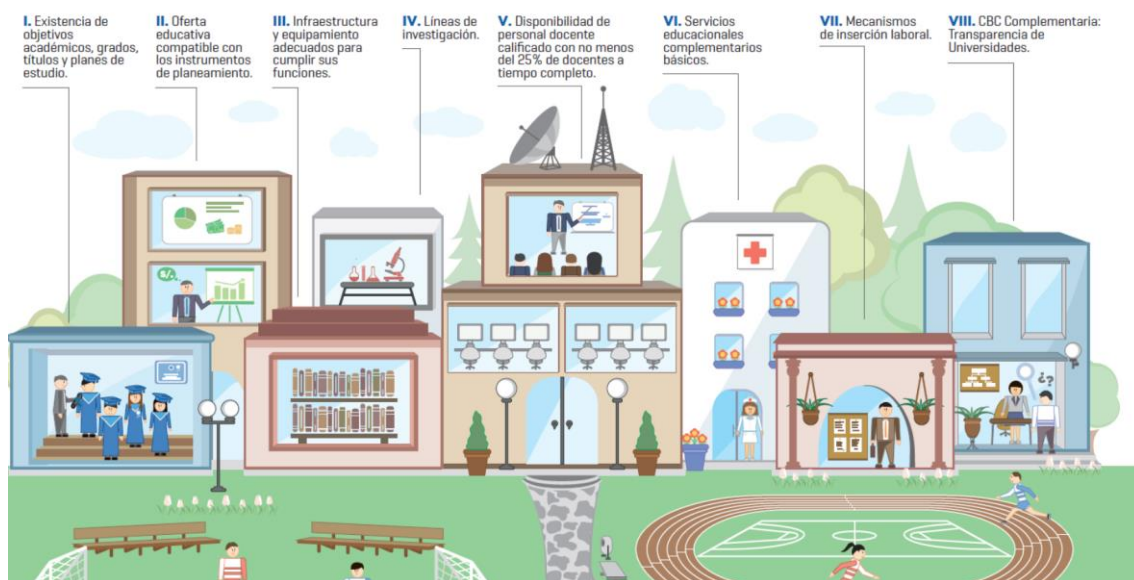 I. Existencia de
objetivos
académicos, grados,
títulos y planes de
estudio.
II. Oferta
educativa
compatible con
los instrumentos
de planeamiento.
III. Infraestructura
y equipamiento
adecuados para
cumplir sus
funciones.
IV. Líneas de
investigación.
V. Disponibilidad de
personal docente
calificado con no menos
del 25% de docentes a
tiempo completo.
VI. Servicios
educacionales
complementarios
básicos.
VII. Mecanismos
de inserción laboral.
VIII. CBC Complementaria:
Transparencia de
Universidades.
¿?